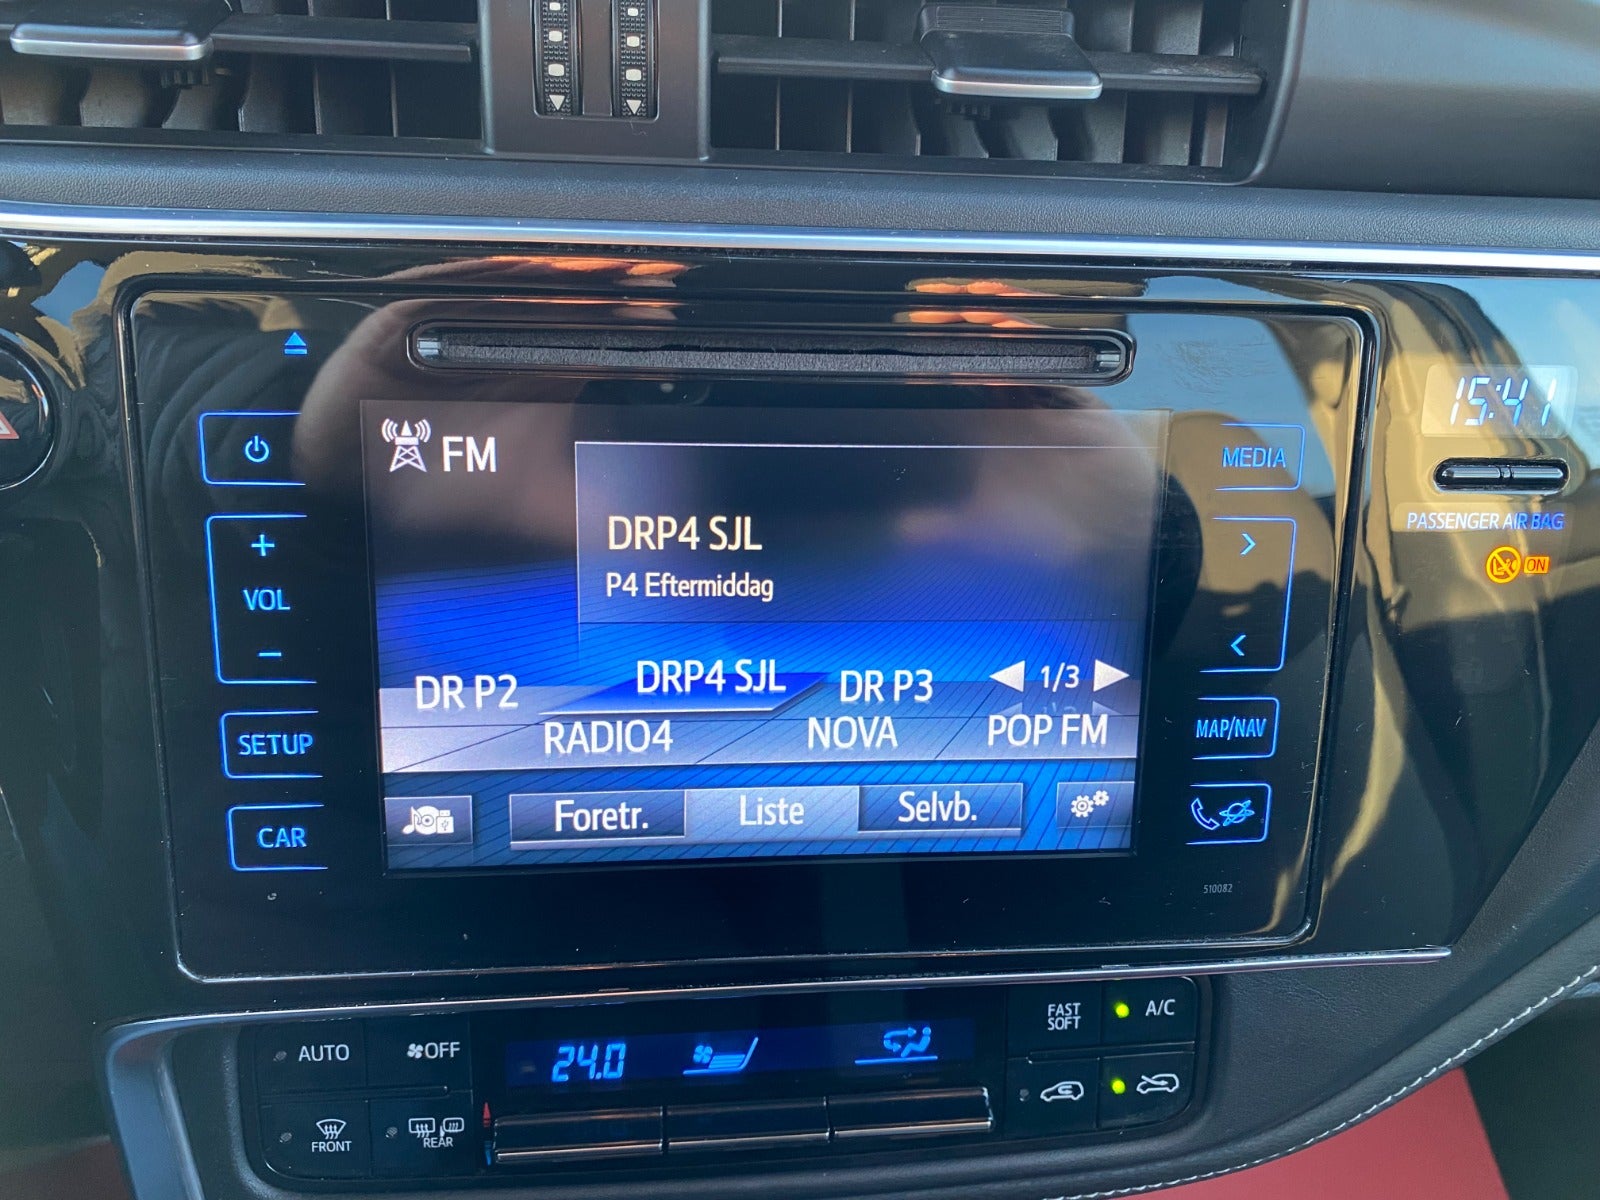 FM
DRP4 SJL
P4 Eftermiddag
DR P2
DRP4 SJL
DR P3
1/3
RADIO4
NOVA
POP FM
Foretr.
Liste
Selvb.
VOL
SETUP
CAR
MEDIA
MAP/NAV
510082
15:41
PASSENGER AIR BAG
ON
AUTO
OFF
24.0
FAST
SOFT
A/C
FRONT
REAR